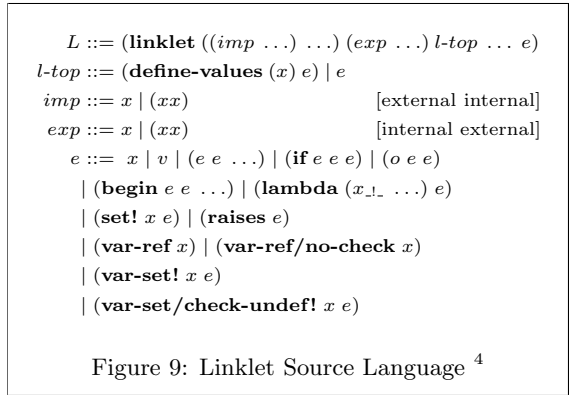 L ::= (linklet ((imp ...) ...) (exp ...) l-top ... e)
l-top ::= (define-values (x) e) | e
imp ::= x | (xx) [external internal]
exp ::= x | (xx) [internal external]
e ::= x | v | (e e ...) | (if e e e) | (o e e)
| (begin e e ...) | (lambda (x_!_ ...) e)
| (set! x e) | (raises e)
| (var-ref x) | (var-ref/no-check x)
| (var-set! x e)
| (var-set/check-undef! x e)
Figure 9: Linklet Source Language 4